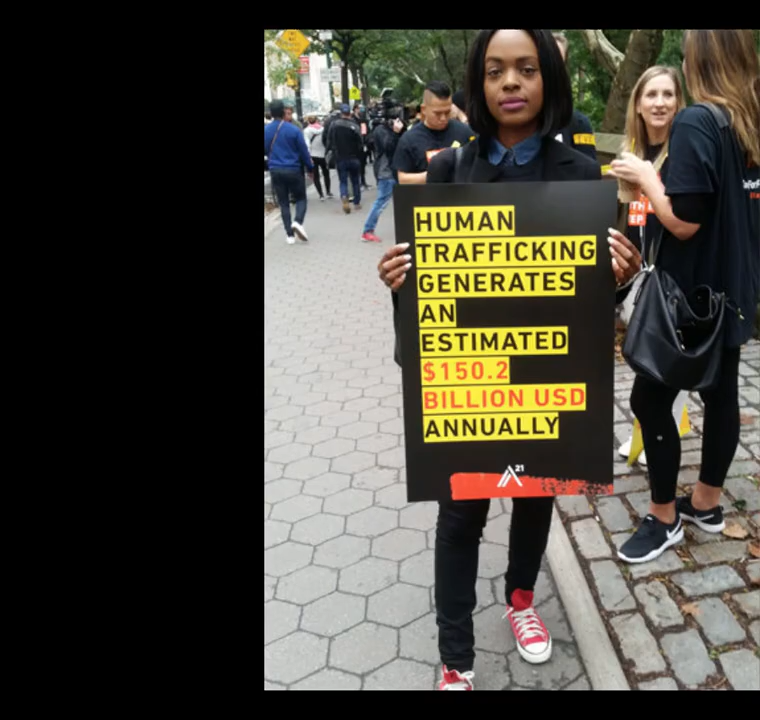 HUMAN
TRAFFICKING
GENERATES
AN
ESTIMATED
$150.2
BILLION USD
ANNUALLY
A21